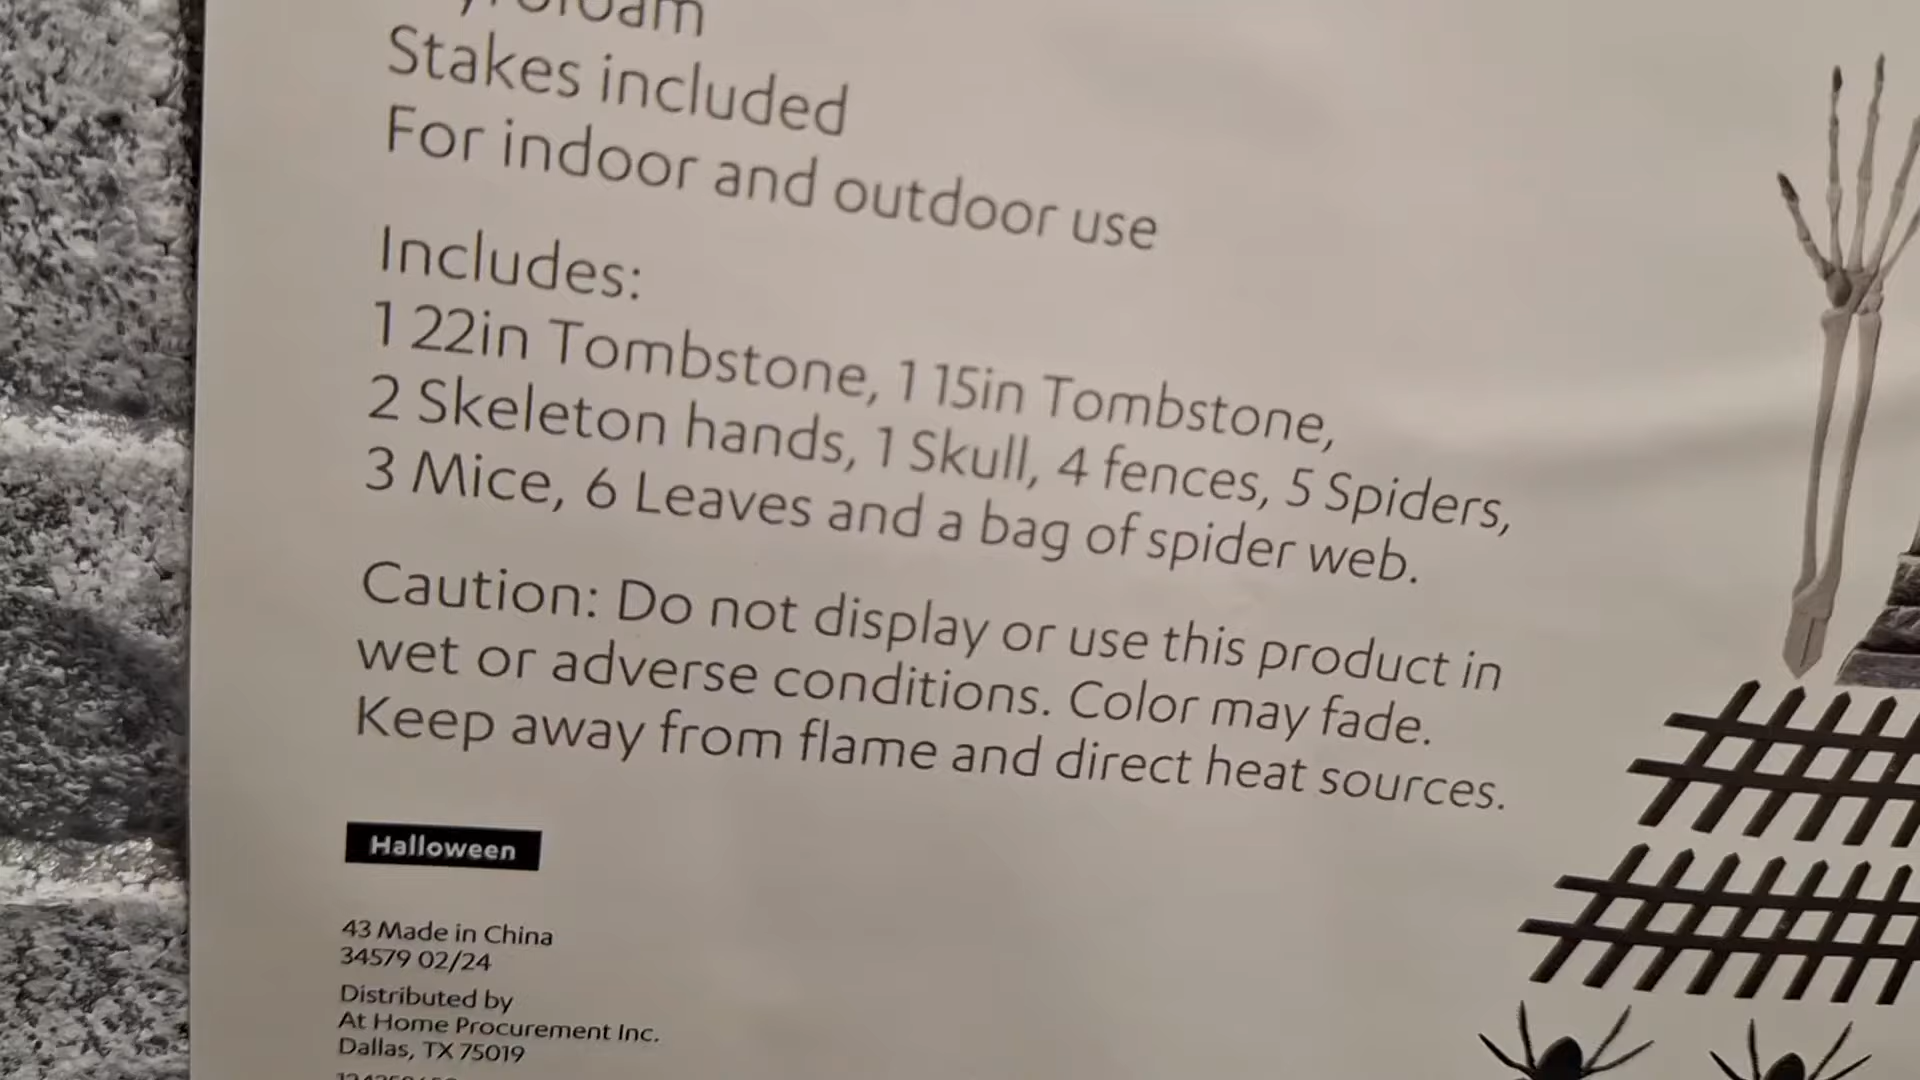 Stakes included
For indoor and outdoor use
Includes:
1 22in Tombstone, 1 15in Tombstone,
2 Skeleton hands, 1 Skull, 4 fences, 5 Spiders,
3 Mice, 6 Leaves and a bag of spider web.
Caution: Do not display or use this product in
wet or adverse conditions. Color may fade.
Keep away from flame and direct heat sources.
Halloween
43 Made in China
34579 02/24
Distributed by
At Home Procurement Inc.
Dallas, TX 75019